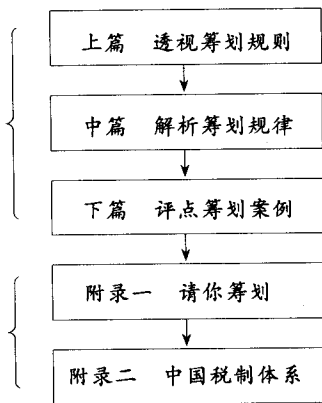 上篇 透视筹划规则
中篇 解析筹划规律
下篇 评点筹划案例
附录一 请你筹划
附录二 中国税制体系